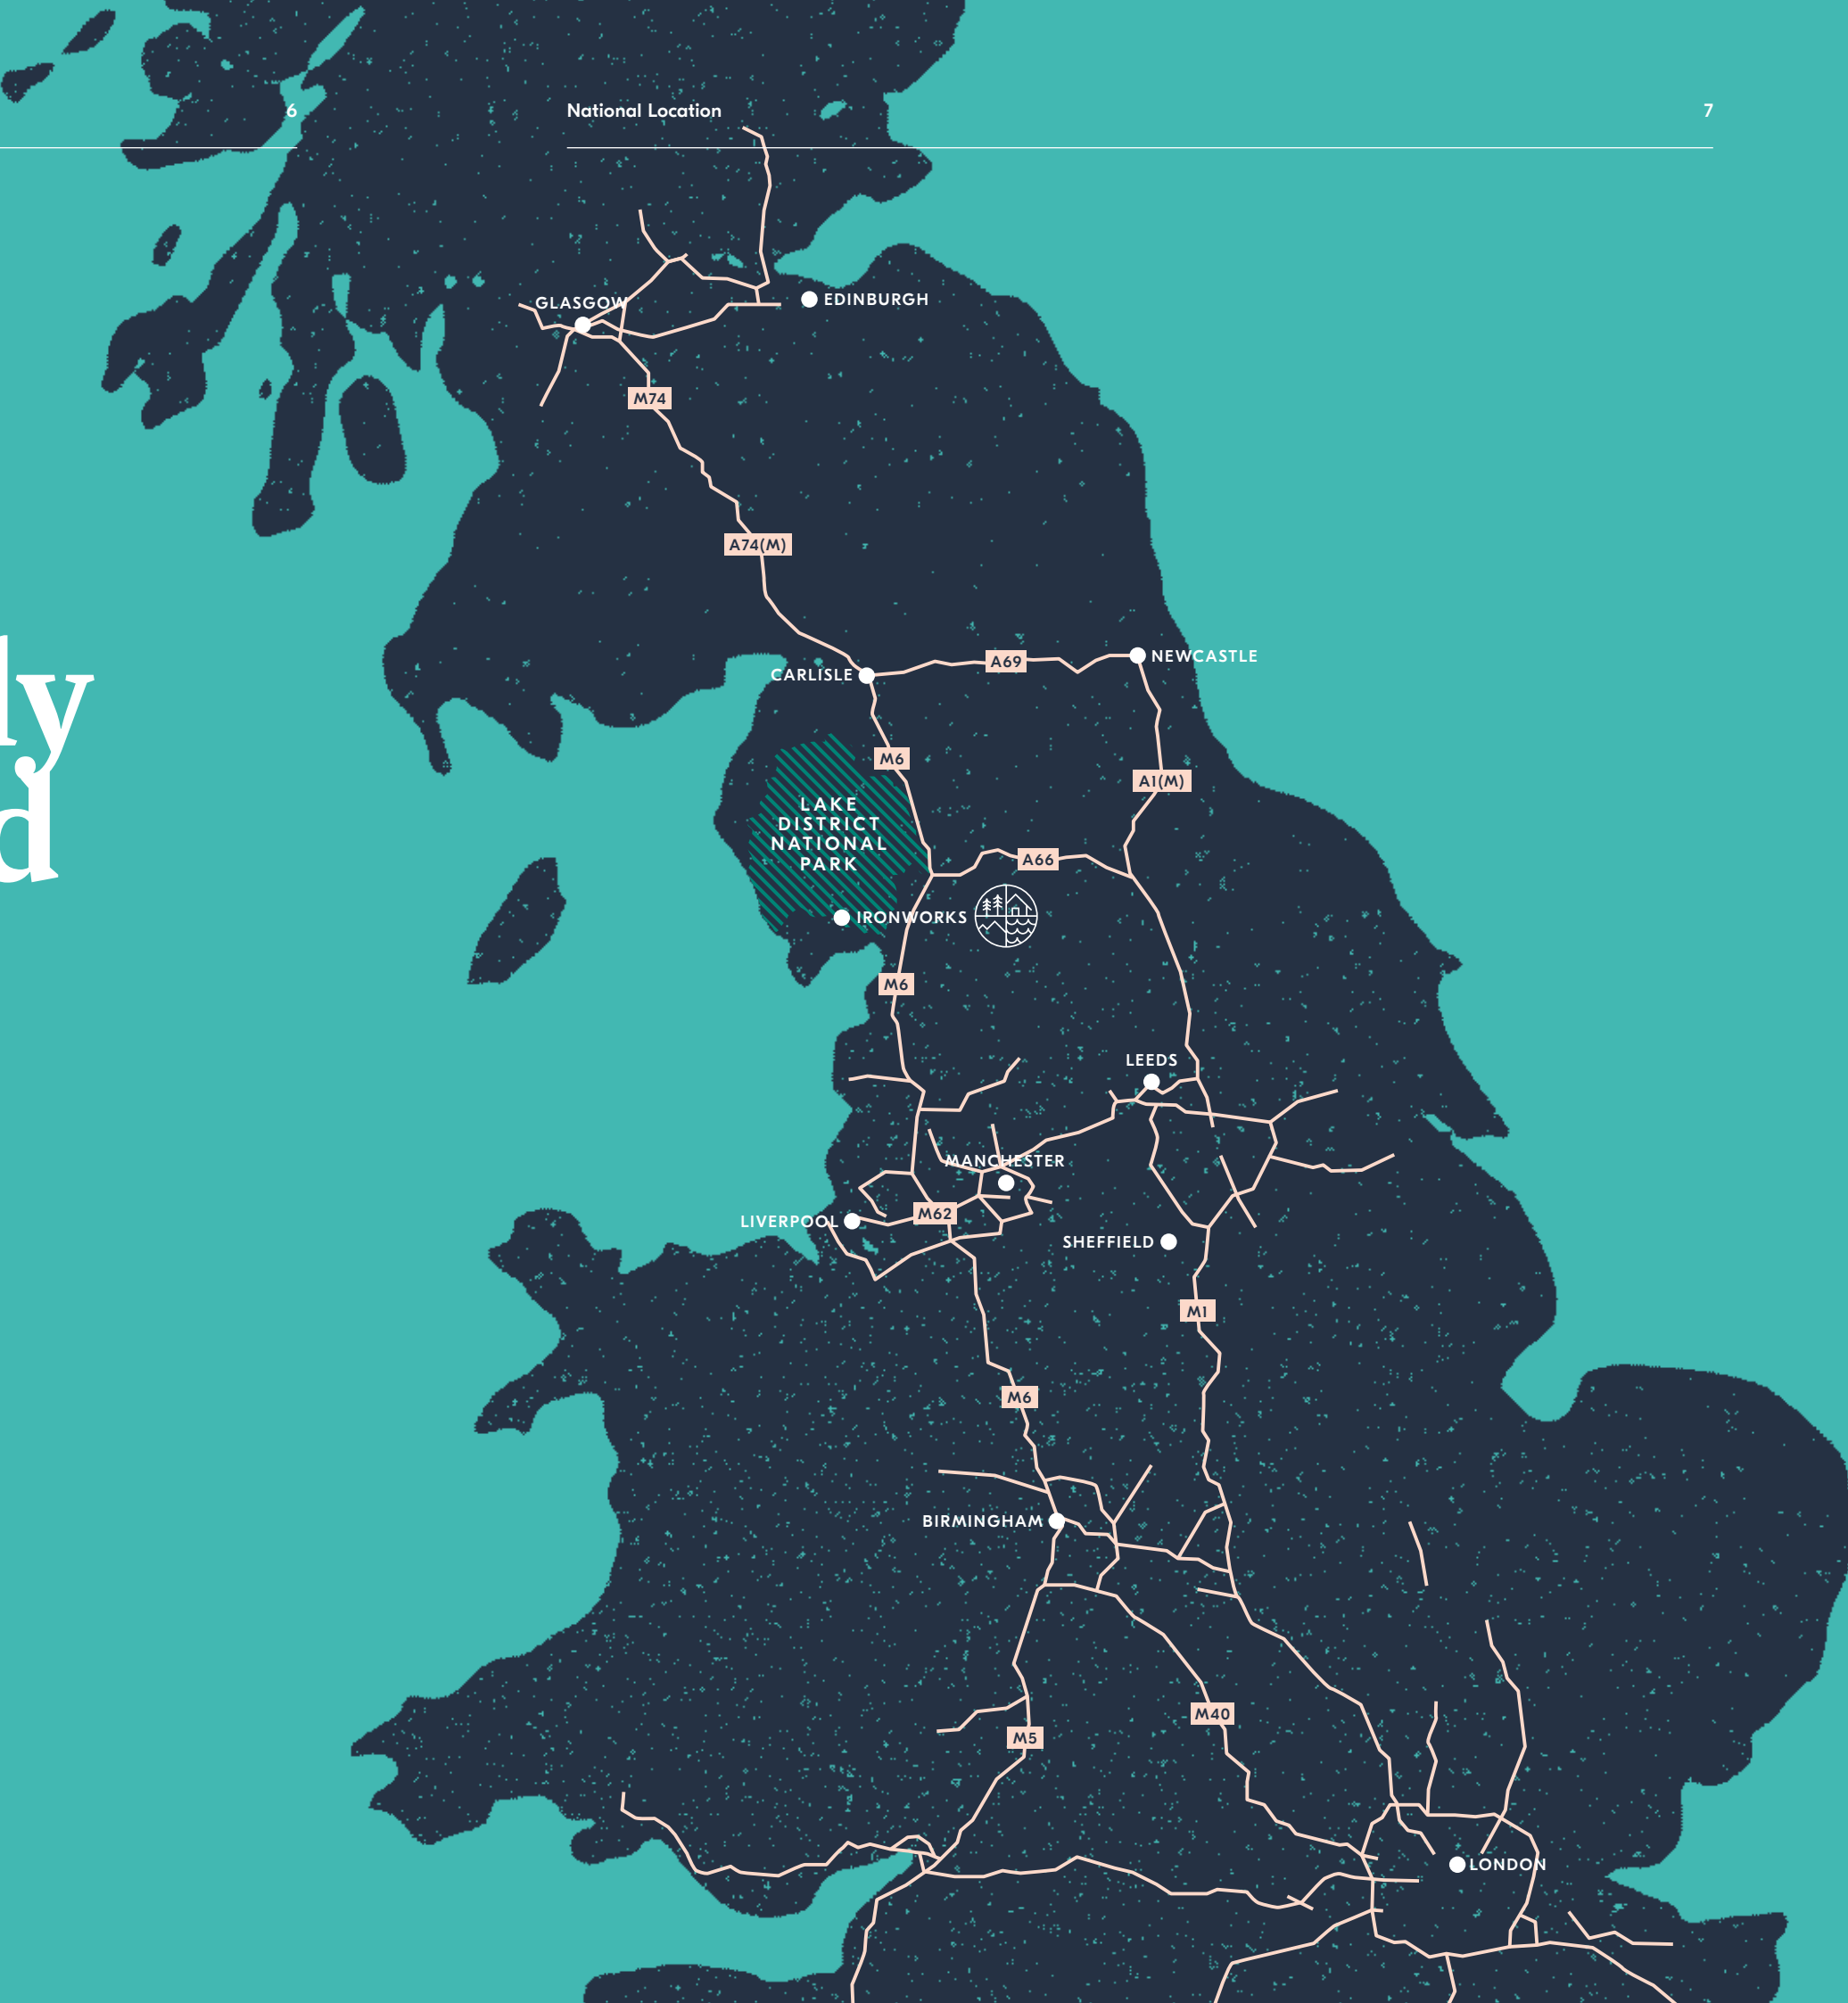 6
National Location
7
EDINBURGH
GLASGOW
M74
A74(M)
NEWCASTLE
A69
CARLISLE
ly
d
M6
A1(M)
LAKE
DISTRICT
NATIONAL
PARK
A66
IRONWORKS
M6
LEEDS
MANCHESTER
M62
LIVERPOOL
SHEFFIELD
M1
M6
BIRMINGHAM
M40
M5
LONDON